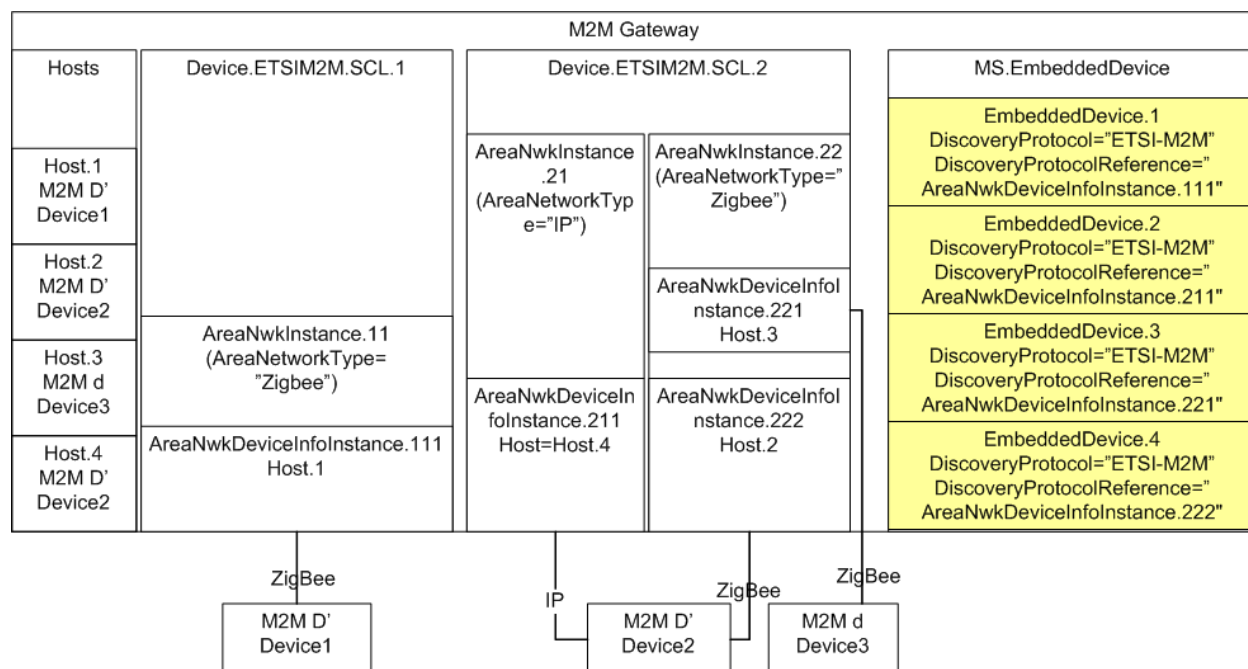 M2M Gateway
Hosts
Host.1
M2M D’
Device1
Host.2
M2M D’
Device2
Host.3
M2M d
Device3
Host.4
M2M D’
Device2
Device.ETSIM2M.SCL.1
AreaNwkInstance.11
(AreaNetworkType=
”Zigbee”)
AreaNwkDeviceInfoInstance.111
Host.1
Device.ETSIM2M.SCL.2
AreaNwkInstance
.21
(AreaNetworkTyp
e=”IP”)
AreaNwkDeviceIn
foInstance.211
Host=Host.4
AreaNwkInstance.22
(AreaNetworkType=”
Zigbee”)
AreaNwkDeviceInfoI
nstance.221
Host.3
AreaNwkDeviceInfoI
nstance.222
Host.2
MS.EmbeddedDevice
EmbeddedDevice.1
DiscoveryProtocol=”ETSI-M2M”
DiscoveryProtocolReference=”
AreaNwkDeviceInfoInstance.111"
EmbeddedDevice.2
DiscoveryProtocol=”ETSI-M2M”
DiscoveryProtocolReference=”
AreaNwkDeviceInfoInstance.211"
EmbeddedDevice.3
DiscoveryProtocol=”ETSI-M2M”
DiscoveryProtocolReference=”
AreaNwkDeviceInfoInstance.221"
EmbeddedDevice.4
DiscoveryProtocol=”ETSI-M2M”
DiscoveryProtocolReference=”
AreaNwkDeviceInfoInstance.222"
ZigBee
IP
ZigBee
ZigBee
M2M D’
Device1
M2M D’
Device2
M2M d
Device3